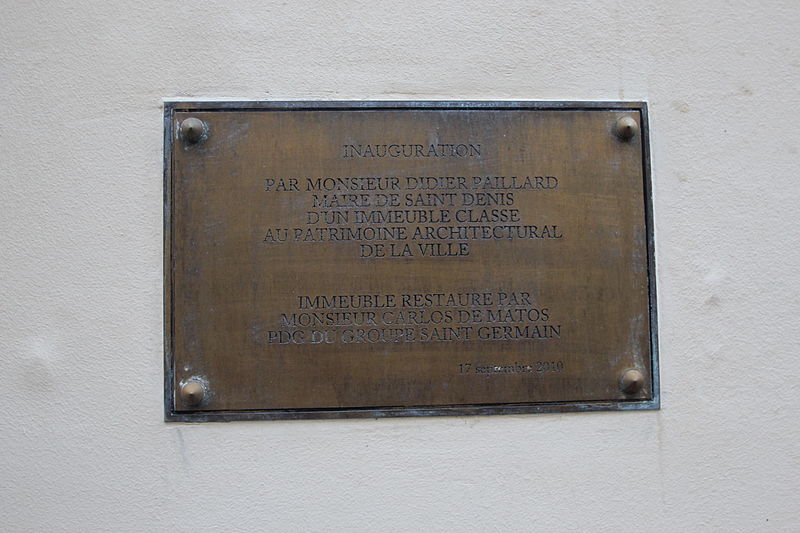 INAUGURATION
PAR MONSIEUR DIDIER PAILLARD
MAIRE DE SAINT DENIS
D'UN IMMEUBLE CLASSE
AU PATRIMOINE ARCHITECTURAL
DE LA VILLE
IMMEUBLE RESTAURE PAR
MONSIEUR CARLOS DE MATOS
PDG DU GROUPE SAINT GERMAIN
17 septembre 2010